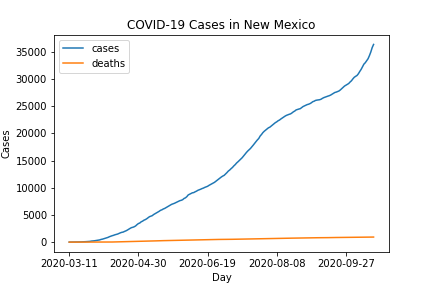 COVID-19 Cases in New Mexico
cases
deaths
35000
30000
25000
20000
15000
10000
5000
0
Cases
2020-03-11 2020-04-30 2020-06-19 2020-08-08 2020-09-27
Day